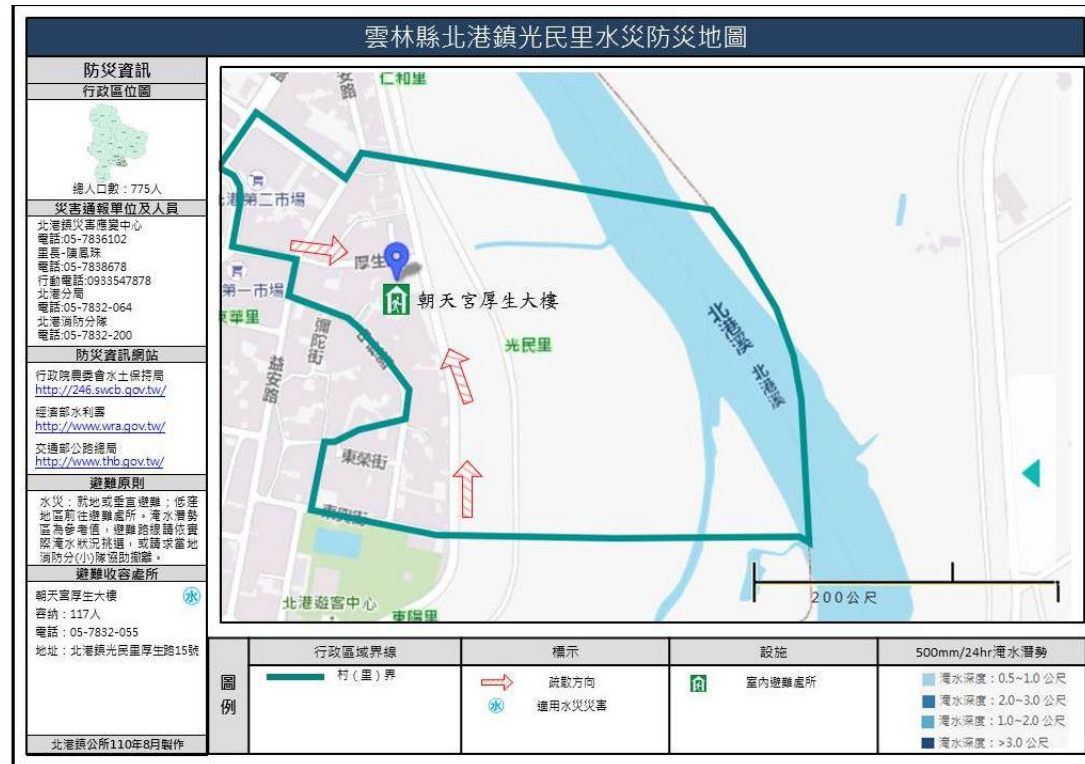 雲林縣北港鎮光民里水災防災地圖
防災資訊
行政區位圖
總人口數：775人
災害通報單位及人員
北港鎮災害應變中心
電話:05-7836102
里長-陳鳳珠
電話:05-7838678
行動電話:0933547878
北港分局
電話:05-7832-064
北港消防分隊
電話:05-7832-200
防災資訊網站
行政院農委會水土保持局
http://246.swcb.gov.tw/
經濟部水利署
http://www.wra.gov.tw/
交通部公路總局
http://www.thb.gov.tw/
避難原則
水災：就地或垂直避難；低窪
地區前往避難處所。淹水潛勢
區為參考值，避難路線請依實
際淹水狀況挑選，或請求當地
消防分(小)隊協助撤離。
避難收容處所
朝天宮厚生大樓
水
容納：117人
電話：05-7832-055
地址：北港鎮光民里厚生路15號
北港鎮公所110年8月製作
益安路
仁和里
北港第二市場
厚生
第一市場
東華里
朝天宮厚生大樓
彌陀街
益安路
光民里
北港溪
北港溪
東榮街
東興街
北港遊客中心
東陽里
200公尺
圖例
行政區域界線
村（里）界
標示
疏散方向
水
適用水災災害
設施
室內避難處所
500mm/24hr淹水潛勢
淹水深度：0.5~1.0 公尺
淹水深度：2.0~3.0 公尺
淹水深度：1.0~2.0 公尺
淹水深度：>3.0 公尺